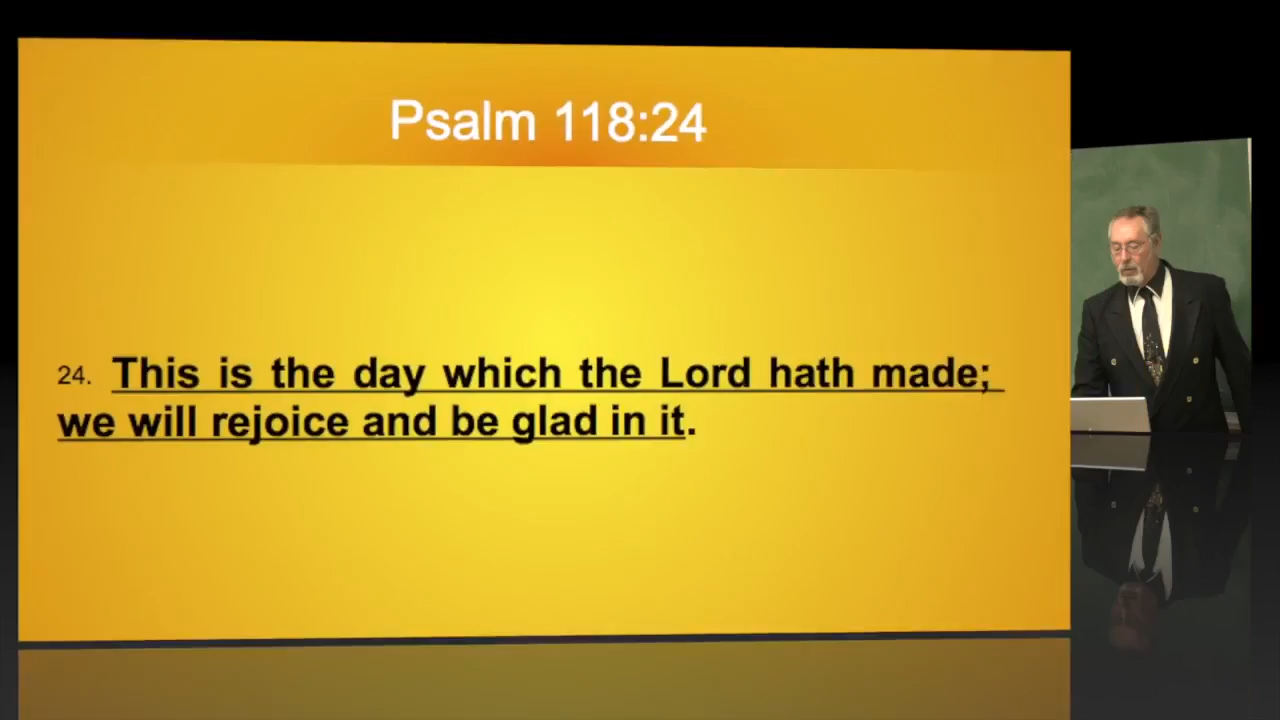 Psalm 118:24
24. This is the day which the Lord hath made;
we will rejoice and be glad in it.